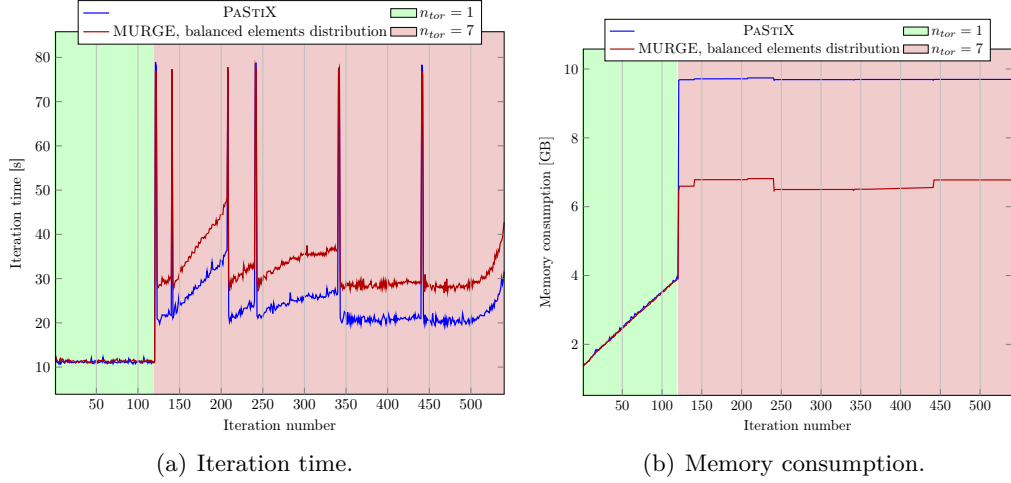 PASTIX
MURGE, balanced elements distribution
n_tor = 1
n_tor = 7
80
70
60
50
40
30
20
10
Iteration time [s]
50 100 150 200 250 300 350 400 450 500
Iteration number
(a) Iteration time.
PASTIX
MURGE, balanced elements distribution
n_tor = 1
n_tor = 7
10
8
6
4
2
Memory consumption [GB]
50 100 150 200 250 300 350 400 450 500
Iteration number
(b) Memory consumption.